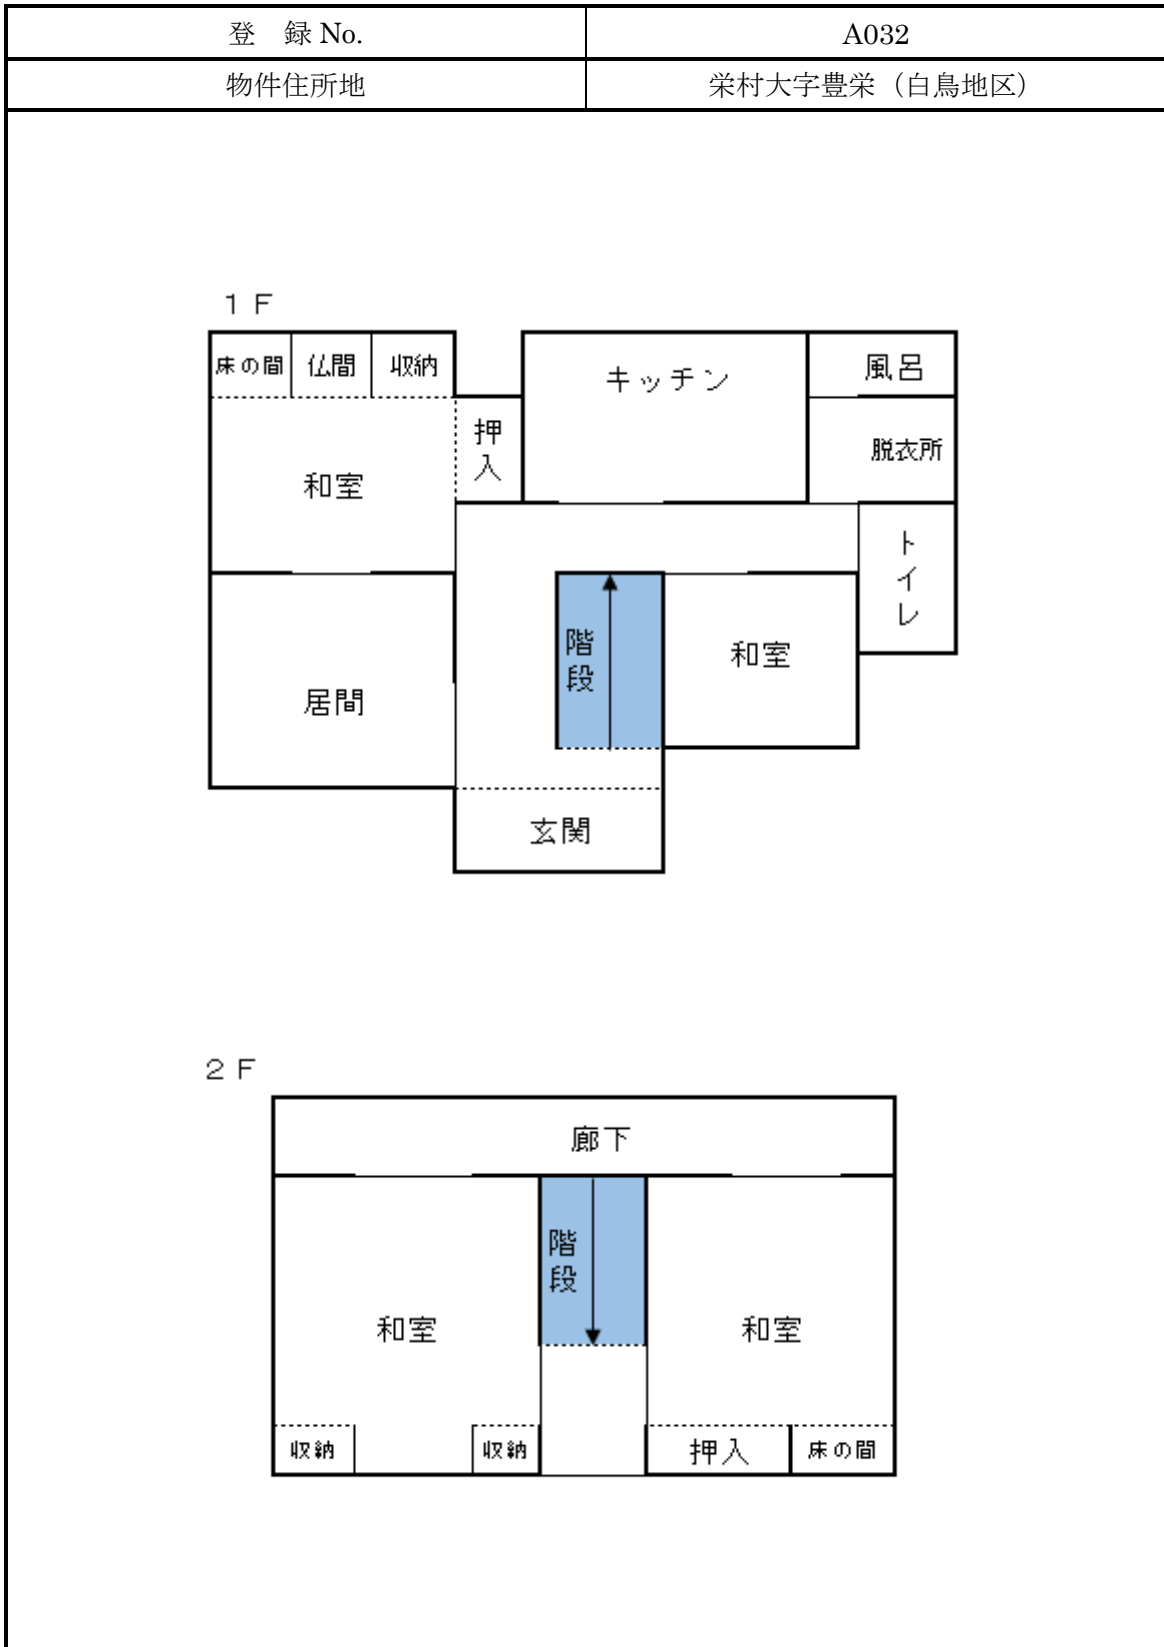 登　録 No.
A032
物件住所地
栄村大字豊栄（白鳥地区）
１Ｆ
床の間
仏間
収納
キッチン
風呂
押入
脱衣所
和室
トイレ
階段
和室
居間
玄関
２Ｆ
廊下
階段
和室
和室
収納
収納
押入
床の間